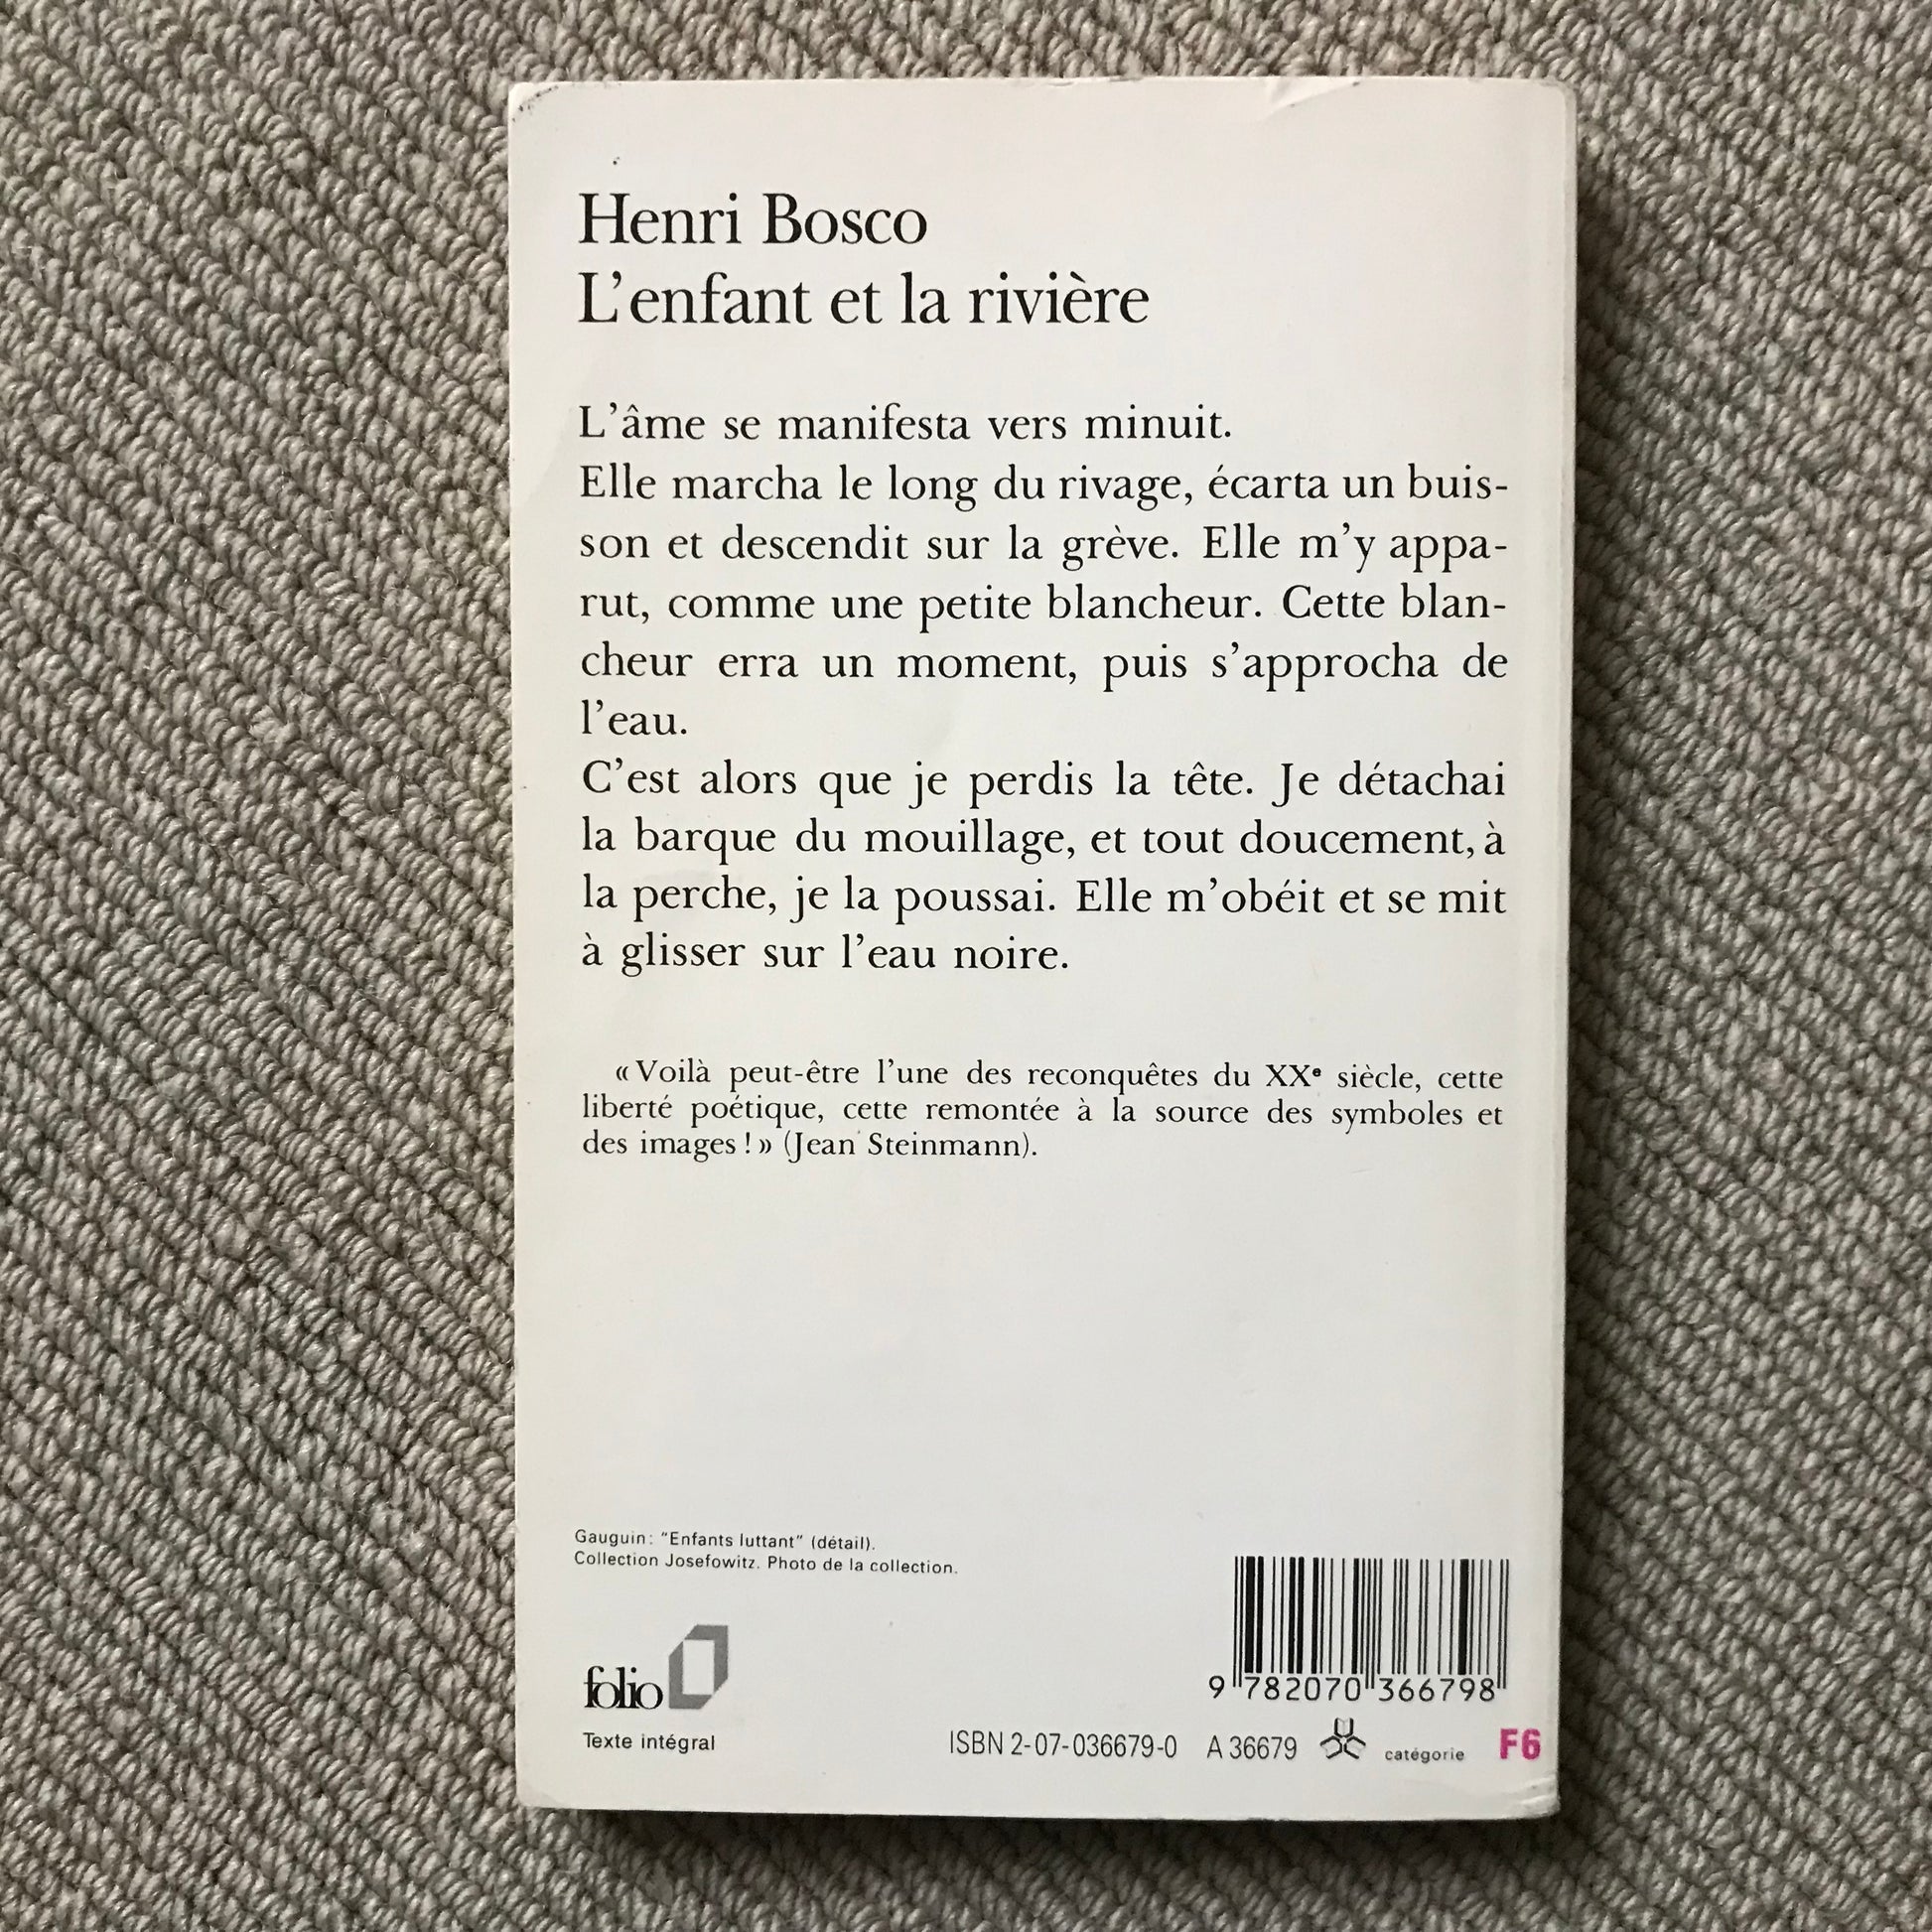 Henri Bosco
L'enfant et la rivière
L'âme se manifesta vers minuit.
Elle marcha le long du rivage, écarta un buis-
son et descendit sur la grève. Elle m'y appa-
rut, comme une petite blancheur. Cette blan-
cheur erra un moment, puis s'approcha de
l'eau.
C'est alors que je perdis la tête. Je détachai
la barque du mouillage, et tout doucement, à
la perche, je la poussai. Elle m'obéit et se mit
à glisser sur l'eau noire.
« Voilà peut-être l'une des reconquêtes du XXe siècle, cette
liberté poétique, cette remontée à la source des symboles et
des images ! » (Jean Steinmann).
Gauguin : "Enfants luttant" (détail).
Collection Josefowitz. Photo de la collection.
folio
Texte intégral
9 782070 366798
ISBN 2-07-036679-0 A 36679 catégorie F6